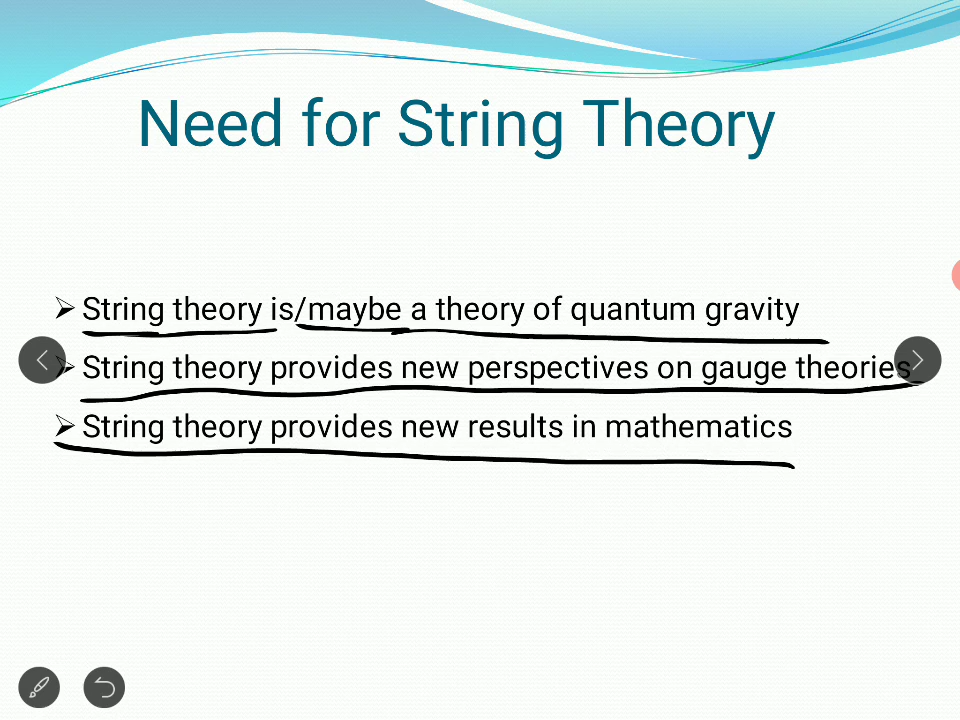 Need for String Theory
String theory is/maybe a theory of quantum gravity
String theory provides new perspectives on gauge theories
String theory provides new results in mathematics